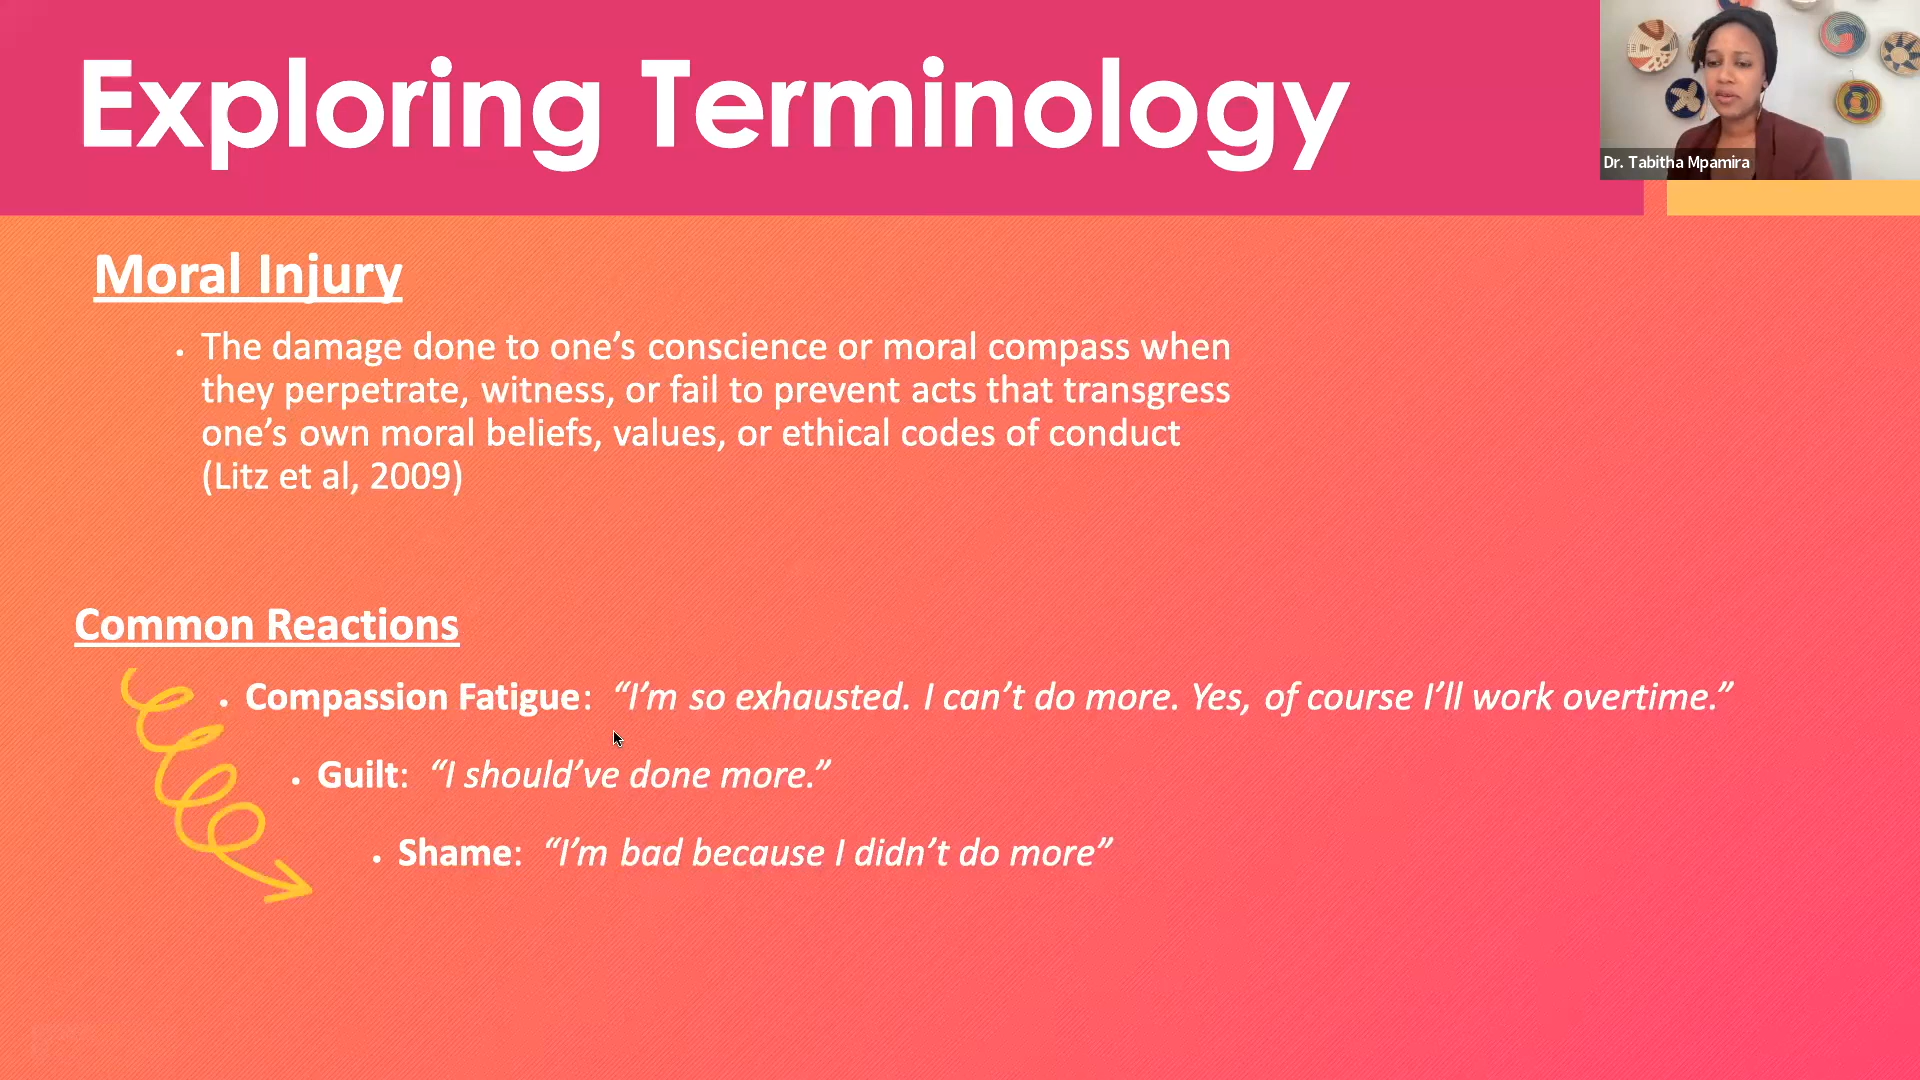 Exploring Terminology
Dr. Tabitha Mpamira
Moral Injury
• The damage done to one’s conscience or moral compass when
they perpetrate, witness, or fail to prevent acts that transgress
one’s own moral beliefs, values, or ethical codes of conduct
(Litz et al, 2009)
Common Reactions
• Compassion Fatigue: “I’m so exhausted. I can’t do more. Yes, of course I’ll work overtime.”
• Guilt: “I should’ve done more.”
• Shame: “I’m bad because I didn’t do more”